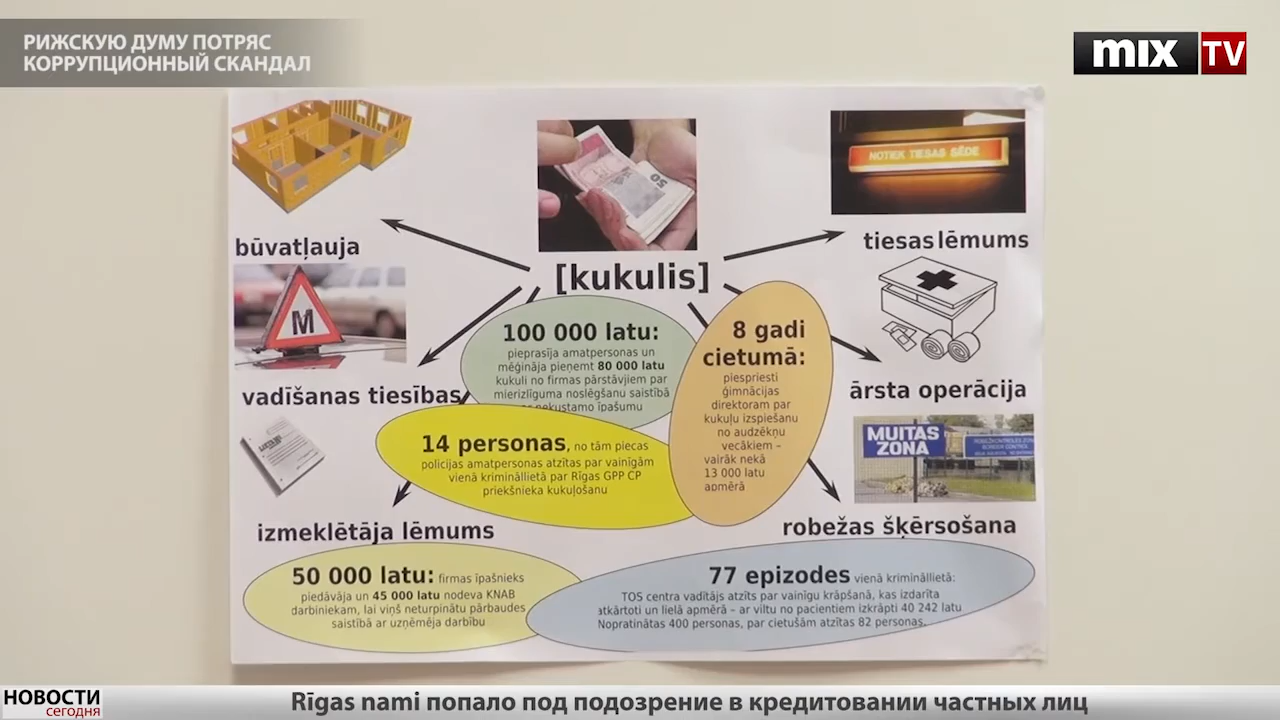 РИЖСКУЮ ДУМУ ПОТРЯС
КОРРУПЦИОННЫЙ СКАНДАЛ
mix TV
50
NOTIEK TIESAS SĒDE
būvatļauja
[kukulis]
tiesas lēmums
M
100 000 latu:
pieprasīja amatpersonas un
mēģināja pieņemt 80 000 latu
kukuli no firmas pārstāvjiem par
mierizlīguma noslēgšanu saistībā
ar nekustamo īpašumu
8 gadi
cietumā:
piespriesti
ģimnācijas
direktoram par
kukuļu izspiešanu
no audzēkņu
vecākiem –
vairāk nekā
13 000 latu
apmērā
vadīšanas tiesības
ārsta operācija
14 personas, no tām piecas
policijas amatpersonas atzītas par vainīgām
vienā krimināllietā par Rīgas GPP CP
priekšnieka kukuļošanu
MUITAS
ZONA
izmeklētāja lēmums
robežas šķērsošana
50 000 latu: firmas īpašnieks
piedāvāja un 45 000 latu nodeva KNAB
darbiniekam, lai viņš neturpinātu pārbaudes
saistībā ar uzņēmēja darbību
77 epizodes vienā krimināllietā:
TOS centra vadītājs atzīts par vainīgu krāpšanā, kas izdarīta
atkārtoti un lielā apmērā – ar viltu no pacientiem izkrāpti 40 242 latu
Nopratinātas 400 personas, par cietušām atzītas 82 personas.
НОВОСТИ
сегодня
Rīgas nami попало под подозрение в кредитовании частных лиц